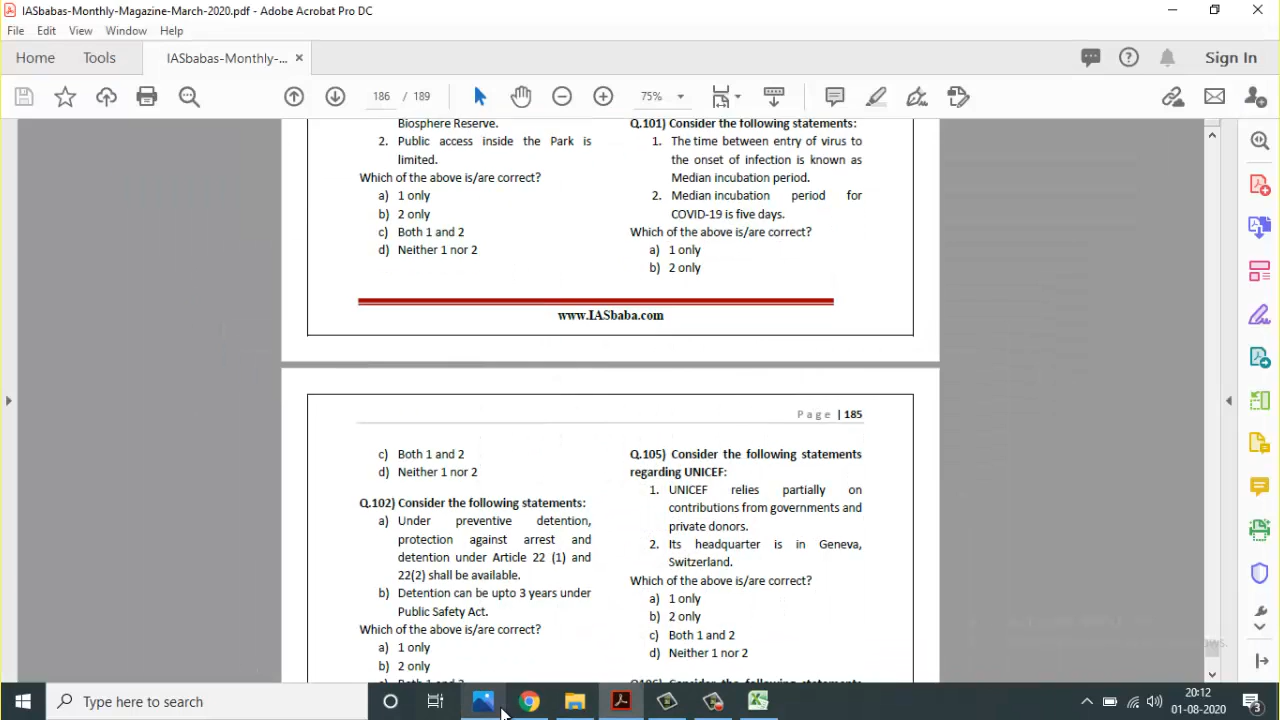 IASbabas-Monthly-Magazine-March-2020.pdf - Adobe Acrobat Pro DC
File Edit View Window Help
Home Tools IASbabas-Monthly-... × Sign In
186 / 189 75%
Biosphere Reserve.
2. Public access inside the Park is
limited.
Which of the above is/are correct?
a) 1 only
b) 2 only
c) Both 1 and 2
d) Neither 1 nor 2
Q.101) Consider the following statements:
1. The time between entry of virus to
the onset of infection is known as
Median incubation period.
2. Median incubation period for
COVID-19 is five days.
Which of the above is/are correct?
a) 1 only
b) 2 only
www.IASbaba.com
Page | 185
c) Both 1 and 2
d) Neither 1 nor 2
Q.102) Consider the following statements:
a) Under preventive detention,
protection against arrest and
detention under Article 22 (1) and
22(2) shall be available.
b) Detention can be upto 3 years under
Public Safety Act.
Which of the above is/are correct?
a) 1 only
b) 2 only
c) Both 1 and 2
Q.105) Consider the following statements
regarding UNICEF:
1. UNICEF relies partially on
contributions from governments and
private donors.
2. Its headquarter is in Geneva,
Switzerland.
Which of the above is/are correct?
a) 1 only
b) 2 only
c) Both 1 and 2
d) Neither 1 nor 2
Q106) Consider the following statements
Type here to search
20:12
01-08-2020
3